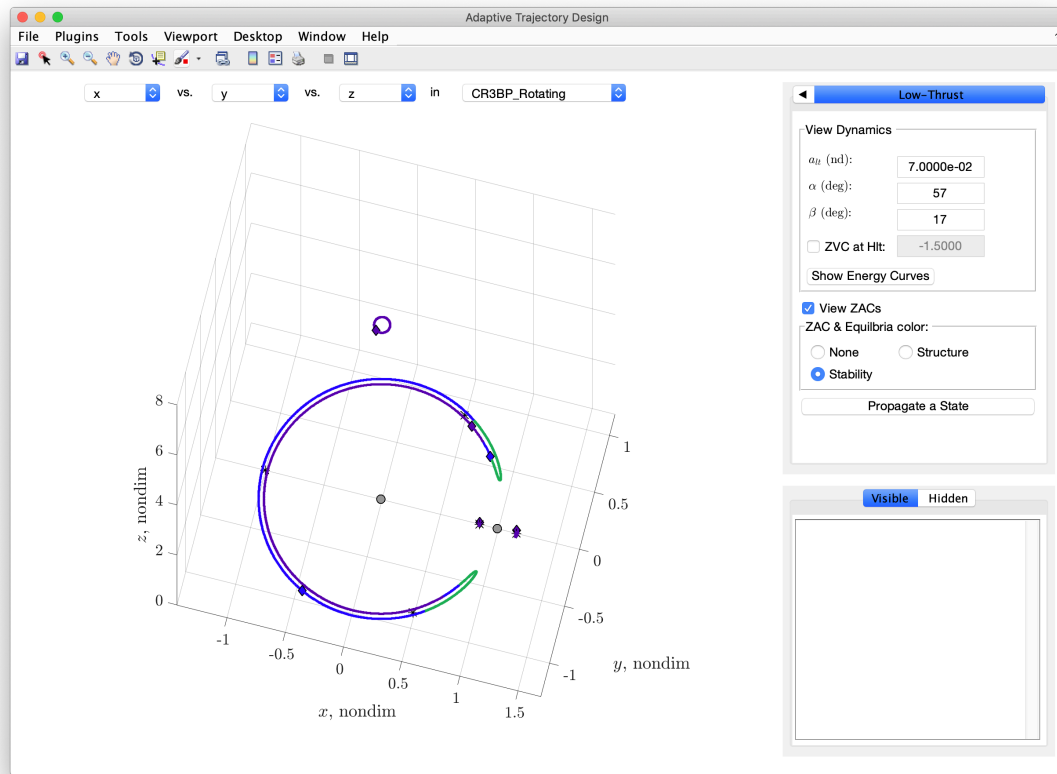 Adaptive Trajectory Design
File Plugins Tools Viewport Desktop Window Help
x vs. y vs. z in CR3BP_Rotating
Low-Thrust
View Dynamics
a_lt (nd): 7.0000e-02
α (deg): 57
β (deg): 17
ZVC at Hlt: -1.5000
Show Energy Curves
View ZACs
ZAC & Equilbria color:
None Structure
Stability
Propagate a State
Visible Hidden
8
6
4
2
0
z, nondim
-1
-0.5
0
0.5
1
1.5
x, nondim
1
0.5
0
-0.5
-1
y, nondim